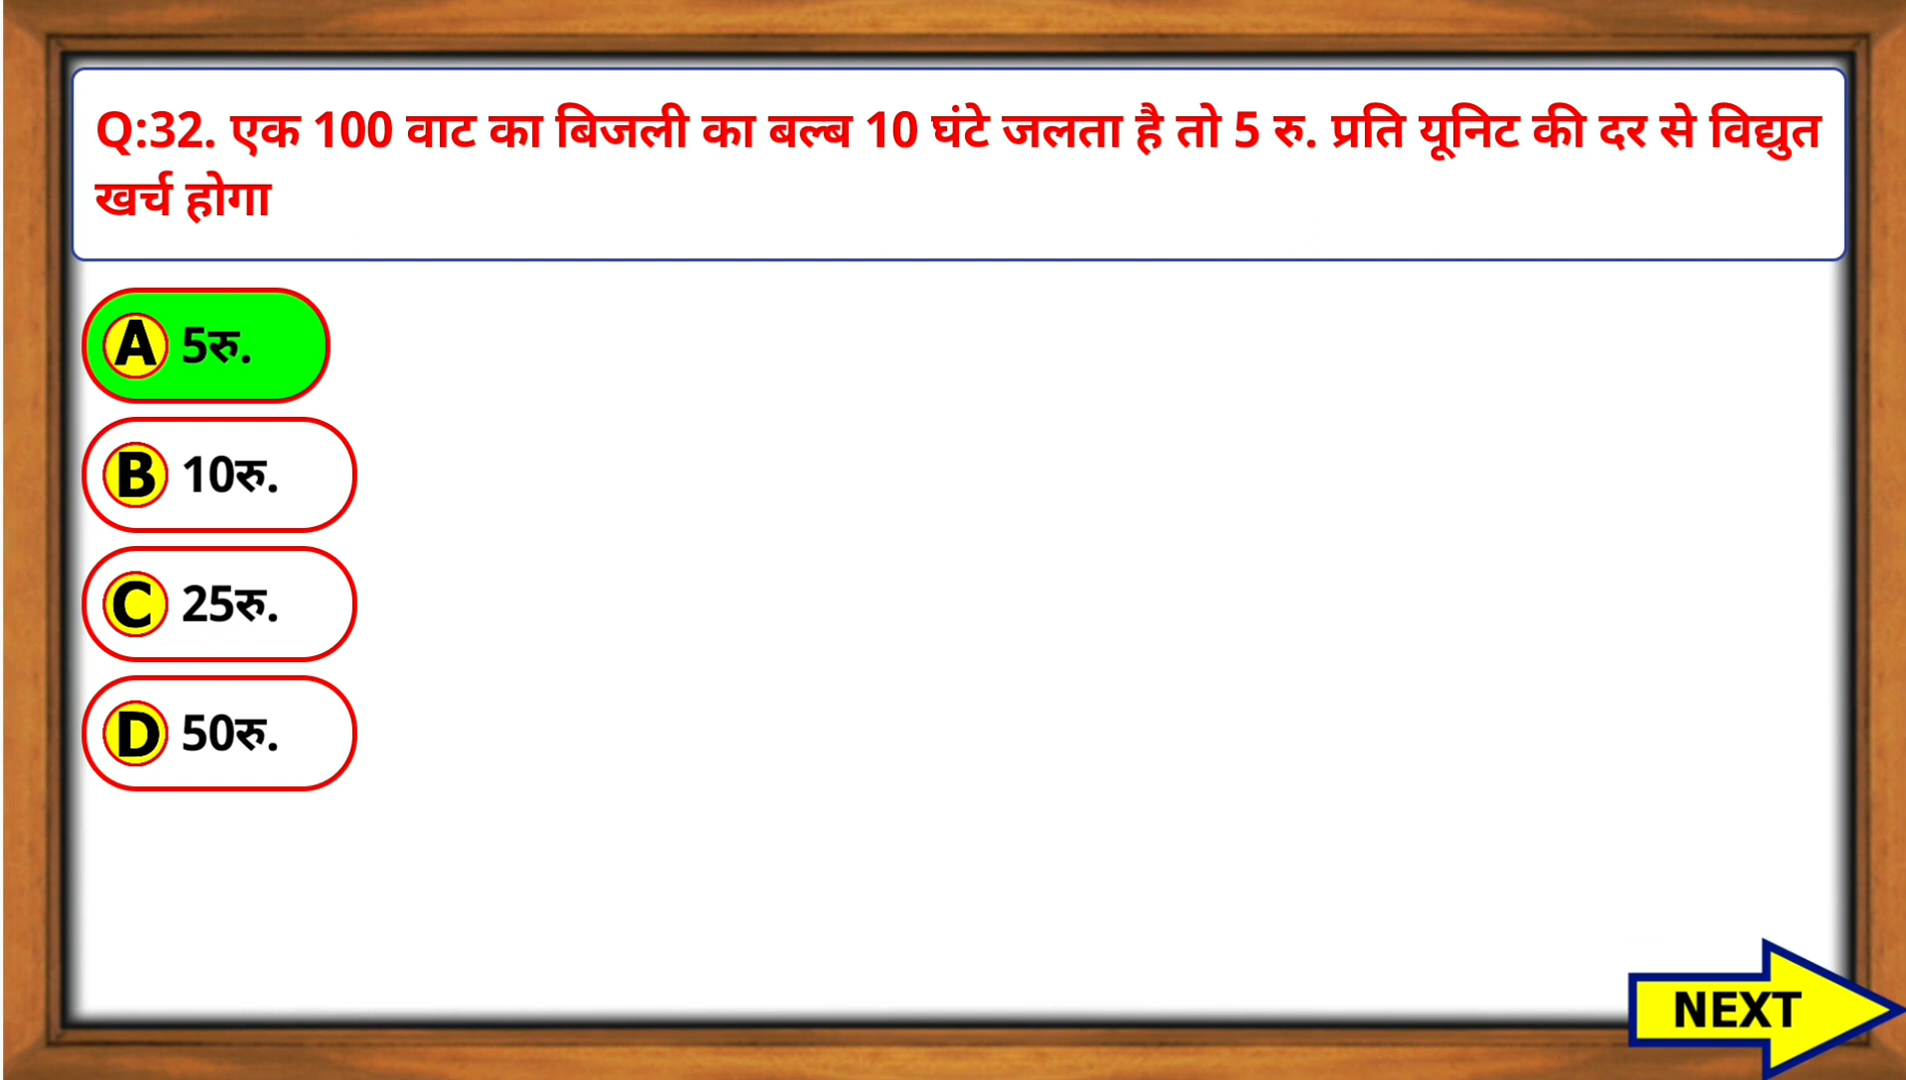 Q:32. एक 100 वाट का बिजली का बल्ब 10 घंटे जलता है तो 5 रु. प्रति यूनिट की दर से विद्युत
खर्च होगा
A 5रु.
B 10रु.
C 25रु.
D 50रु.
NEXT